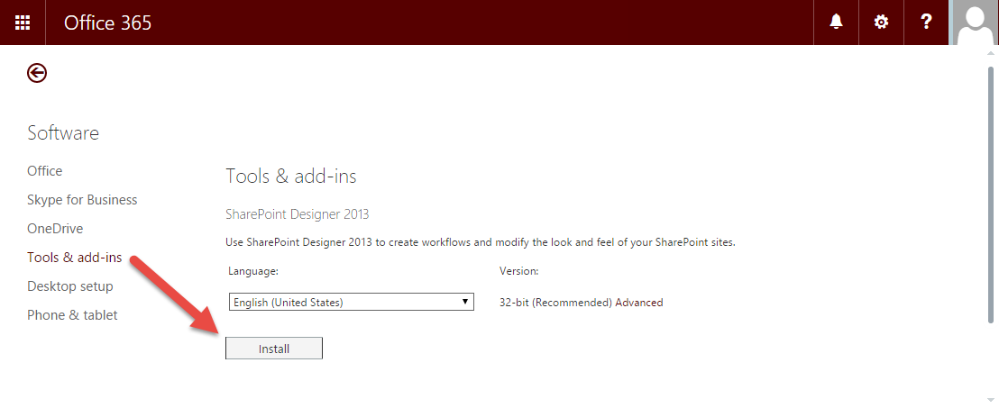 Office 365
?
Software
Office
Skype for Business
OneDrive
Tools & add-ins
Desktop setup
Phone & tablet
Tools & add-ins
SharePoint Designer 2013
Use SharePoint Designer 2013 to create workflows and modify the look and feel of your SharePoint sites.
Language: Version:
English (United States) 32-bit (Recommended) Advanced
Install